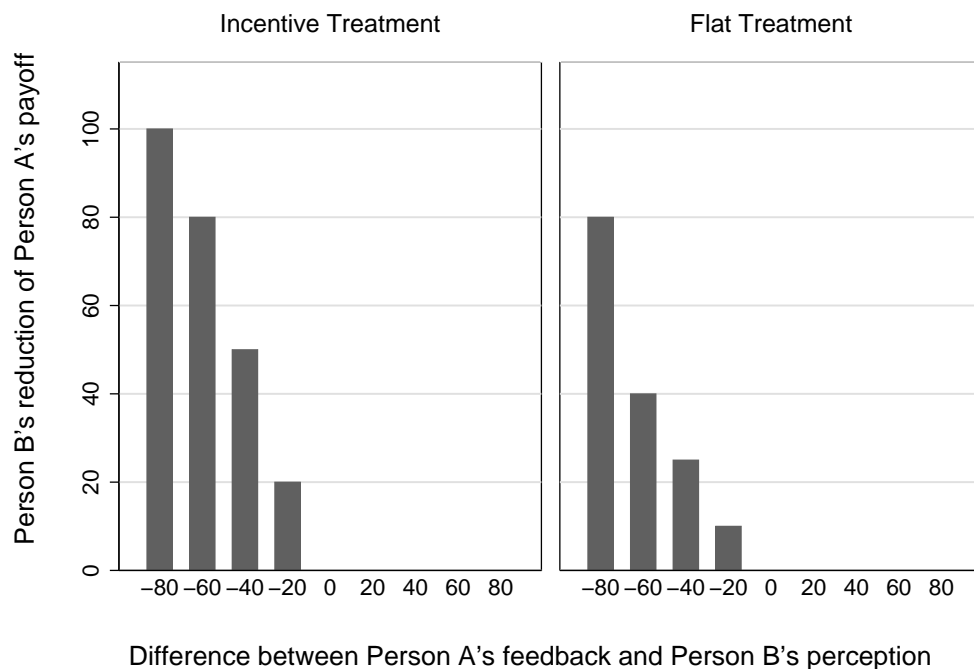 Incentive Treatment
Flat Treatment
Person B’s reduction of Person A’s payoff
100
80
60
40
20
0
−80 −60 −40 −20 0 20 40 60 80
−80 −60 −40 −20 0 20 40 60 80
Difference between Person A’s feedback and Person B’s perception